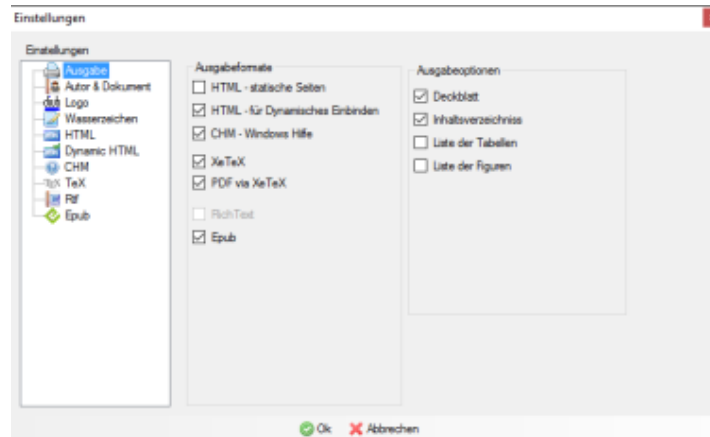 Einstellungen
Einstellungen
Ausgabe
Autor & Dokument
Logo
Wasserzeichen
HTML
Dynamic HTML
CHM
TeX
Rtf
Epub
Ausgabeformate
HTML - statische Seiten
HTML - für Dynamisches Einbinden
CHM - Windows Hilfe
XeTeX
PDF via XeTeX
RichText
Epub
Ausgabeoptionen
Deckblatt
Inhaltsverzeichniss
Liste der Tabellen
Liste der Figuren
Ok
Abbrechen